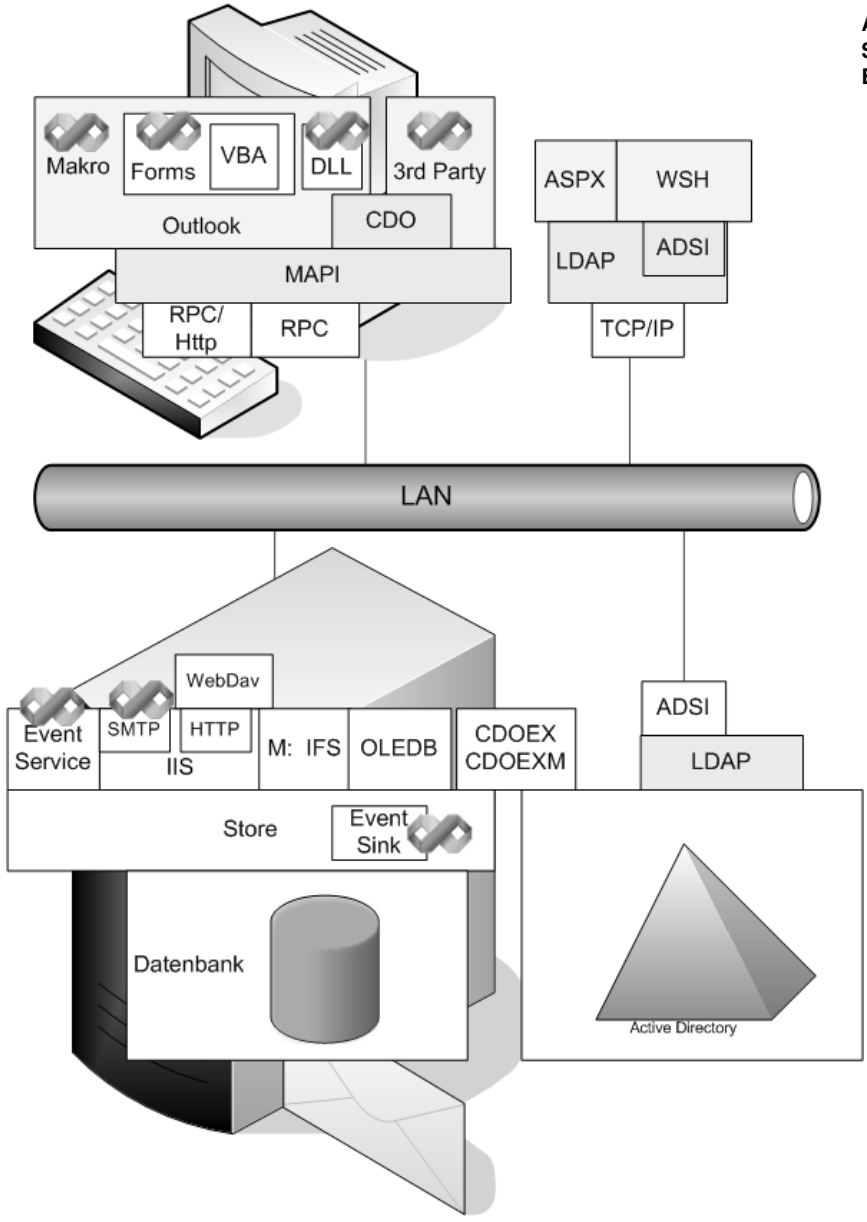 A
S
E
Makro
Forms
VBA
DLL
3rd Party
Outlook
CDO
MAPI
RPC/
Http
RPC
ASPX
WSH
LDAP
ADSI
TCP/IP
LAN
WebDav
Event
Service
SMTP
HTTP
IIS
M: IFS
OLEDB
CDOEX
CDOEXM
ADSI
LDAP
Store
Event
Sink
Datenbank
Active Directory